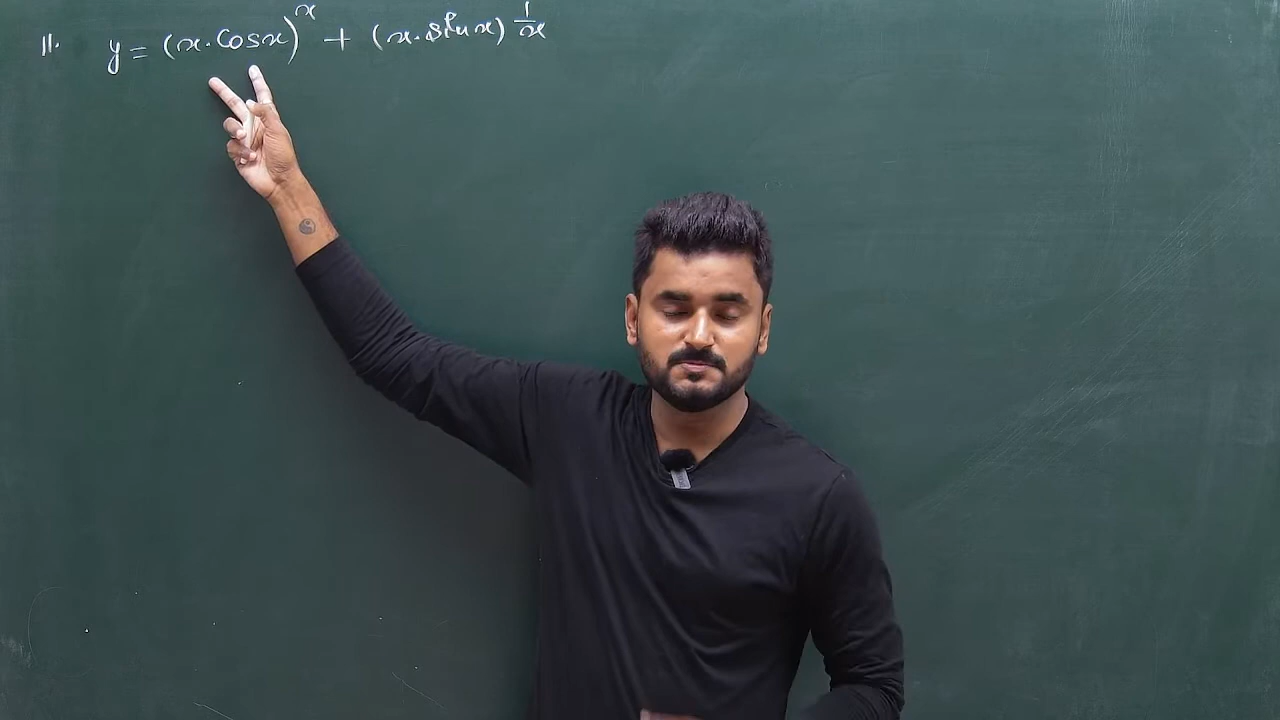 11. y = (x.Cosx)^x + (x.sinx)^1/x